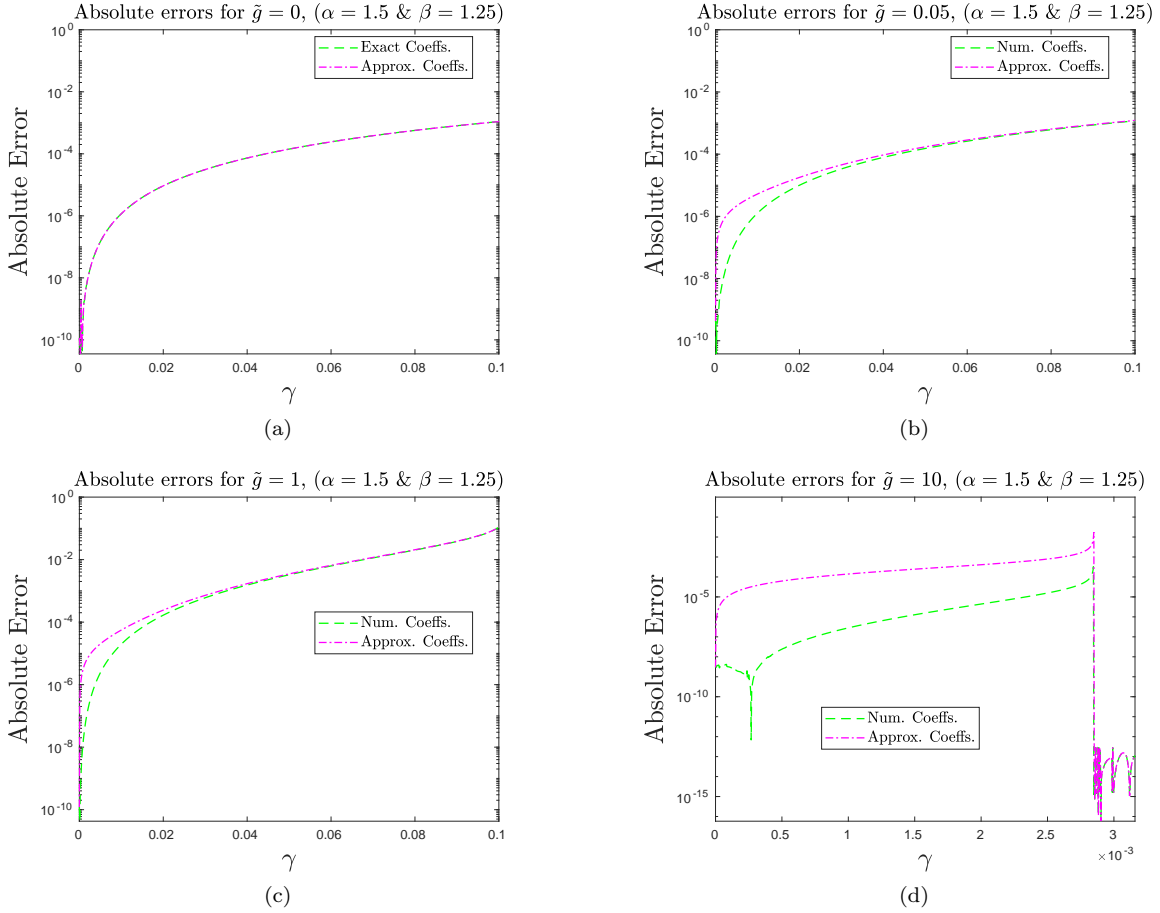 Absolute errors for g̃ = 0, (α = 1.5 & β = 1.25)
10^0
10^-2
10^-4
10^-6
10^-8
10^-10
Absolute Error
Exact Coeffs.
Approx. Coeffs.
0 0.02 0.04 0.06 0.08 0.1
γ
(a)
Absolute errors for g̃ = 0.05, (α = 1.5 & β = 1.25)
10^0
10^-2
10^-4
10^-6
10^-8
10^-10
Absolute Error
Num. Coeffs.
Approx. Coeffs.
0 0.02 0.04 0.06 0.08 0.1
γ
(b)
Absolute errors for g̃ = 1, (α = 1.5 & β = 1.25)
10^0
10^-2
10^-4
10^-6
10^-8
10^-10
Absolute Error
Num. Coeffs.
Approx. Coeffs.
0 0.02 0.04 0.06 0.08 0.1
γ
(c)
Absolute errors for g̃ = 10, (α = 1.5 & β = 1.25)
10^-5
10^-10
10^-15
Absolute Error
Num. Coeffs.
Approx. Coeffs.
0 0.5 1 1.5 2 2.5 3
×10^-3
γ
(d)